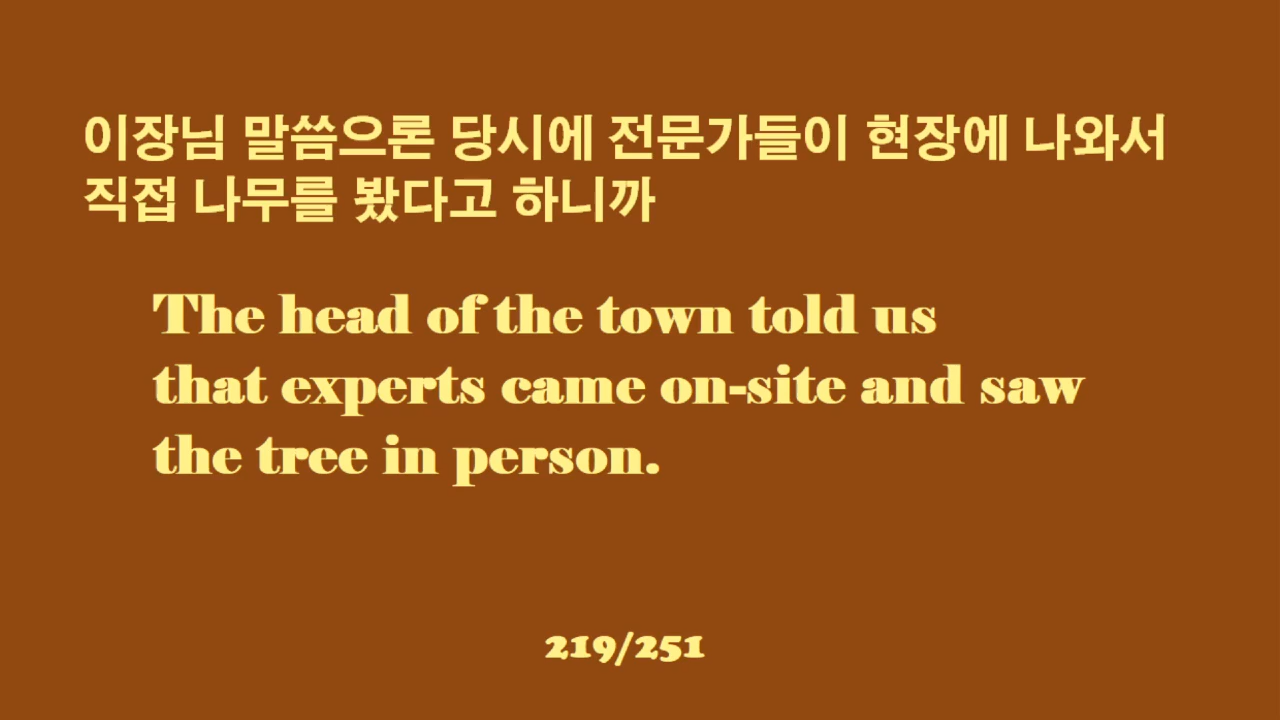 이장님 말씀으론 당시에 전문가들이 현장에 나와서
직접 나무를 봤다고 하니까
The head of the town told us
that experts came on-site and saw
the tree in person.
219/251